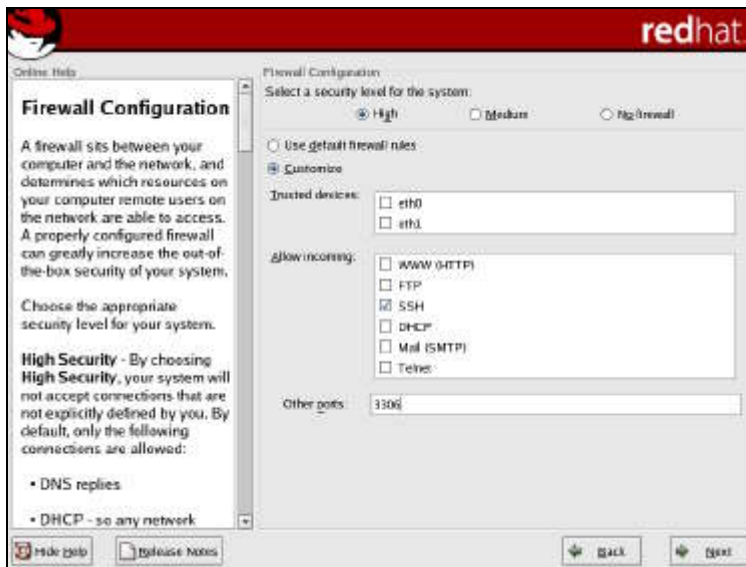 redhat.
Online Help
Firewall Configuration
A firewall sits between your
computer and the network, and
determines which resources on
your computer remote users on
the network are able to access.
A properly configured firewall
can greatly increase the out-of-
the-box security of your system.
Choose the appropriate
security level for your system.
High Security - By choosing
High Security, your system will
not accept connections that are
not explicitly defined by you. By
default, only the following
connections are allowed:
• DNS replies
• DHCP - so any network
Firewall Configuration
Select a security level for the system:
High Medium No firewall
Use default firewall rules
Customize
Trusted devices:
eth0
eth1
Allow incoming:
WWW (HTTP)
FTP
SSH
DHCP
Mail (SMTP)
Telnet
Other ports: 3306
Hide Help Release Notes Back Next